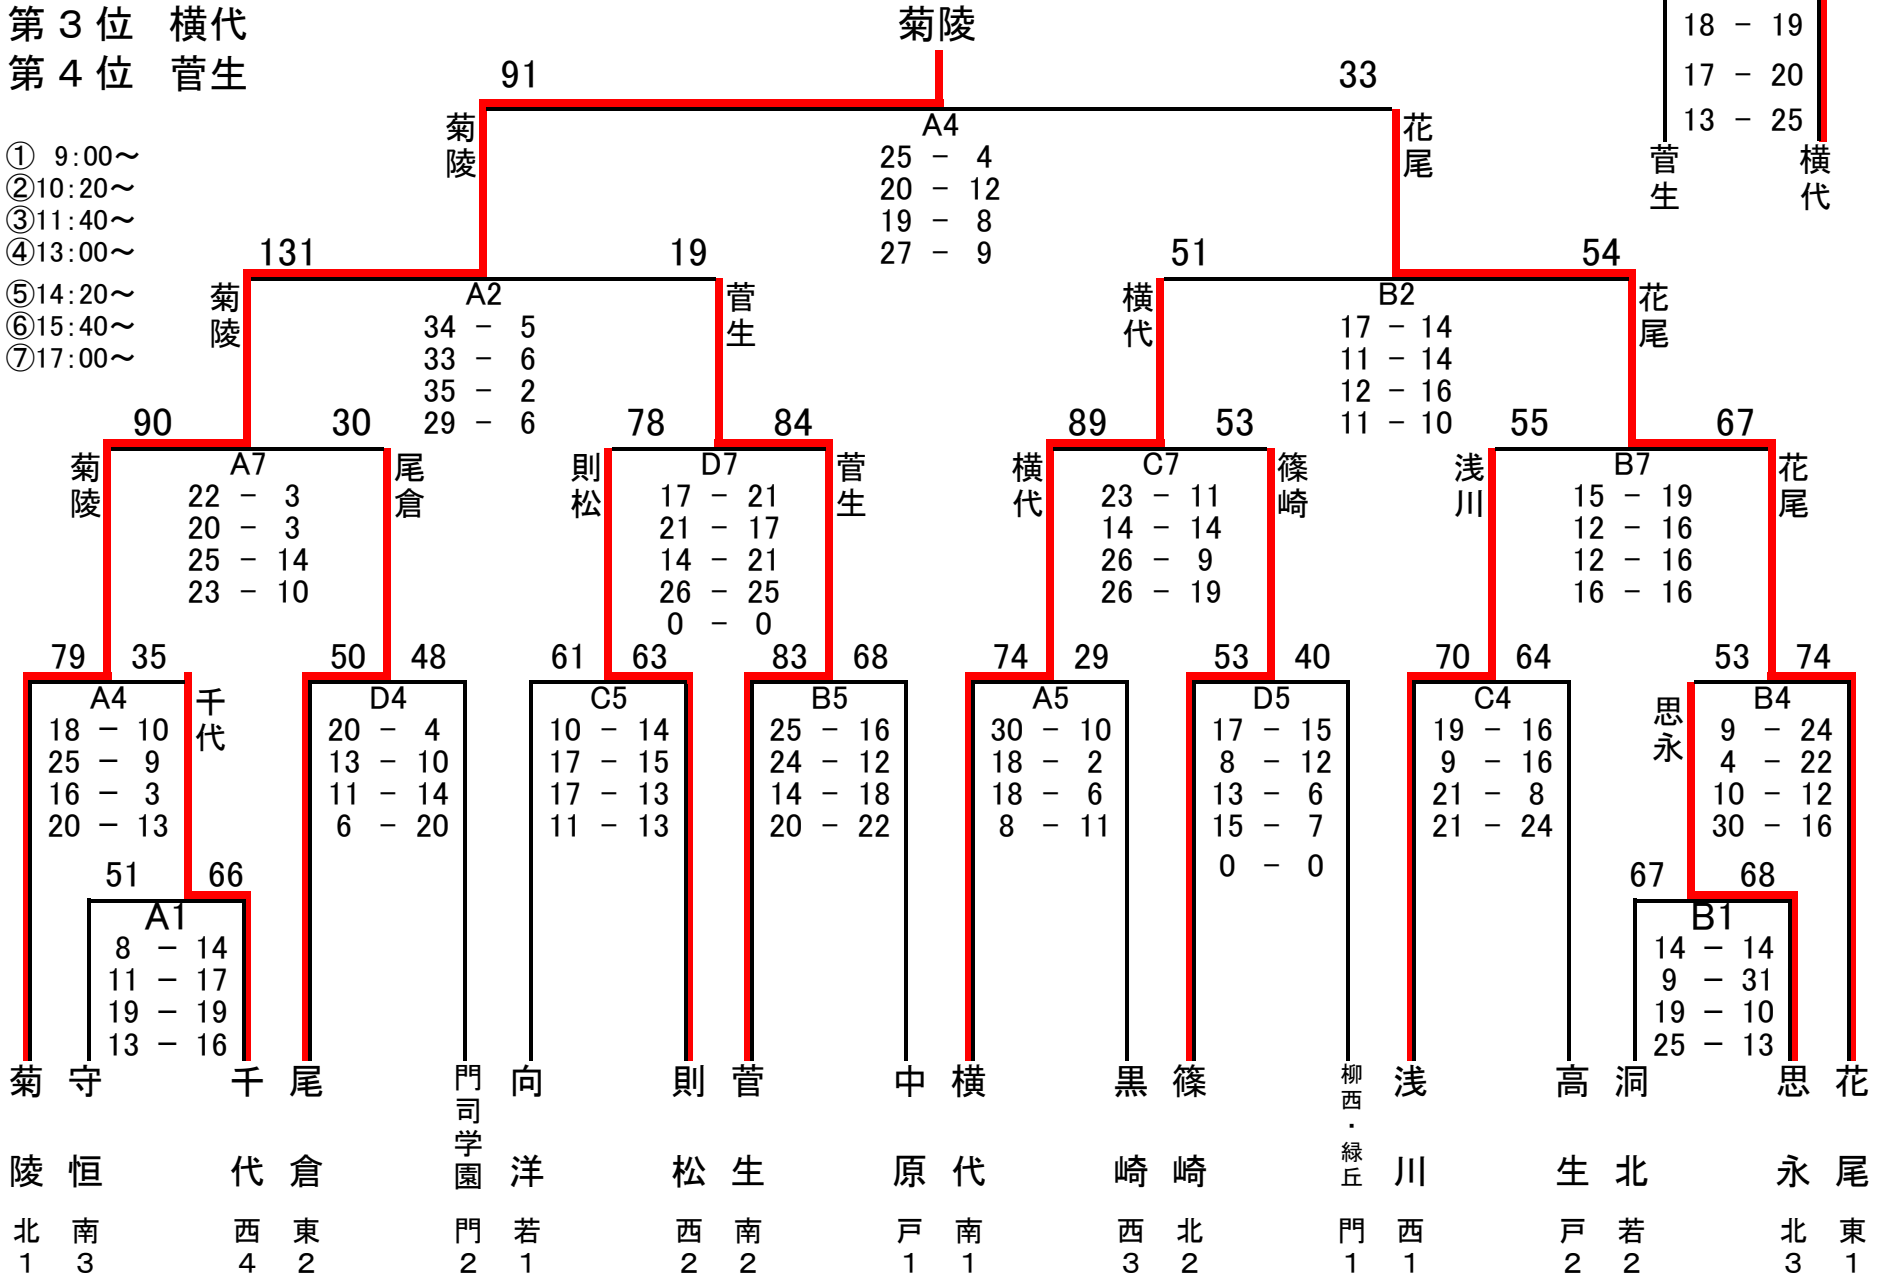 第３位　横代
第４位　菅生
菊陵
18 － 19
17 － 20
13 － 25
菅生
横代
① 9:00～
②10:20～
③11:40～
④13:00～
⑤14:20～
⑥15:40～
⑦17:00～
91
33
菊陵
花尾
A4
25 － 4
20 － 12
19 － 8
27 － 9
131
19
菊陵
菅生
A2
34 － 5
33 － 6
35 － 2
29 － 6
51
54
横代
花尾
B2
17 － 14
11 － 14
12 － 16
11 － 10
90
30
菊陵
尾倉
A7
22 － 3
20 － 3
25 － 14
23 － 10
78
84
則松
菅生
D7
17 － 21
21 － 17
14 － 21
26 － 25
0 － 0
89
53
横代
篠崎
C7
23 － 11
14 － 14
26 － 9
26 － 19
55
67
浅川
花尾
B7
15 － 19
12 － 16
12 － 16
16 － 16
79
35
千代
A4
18 － 10
25 － 9
16 － 3
20 － 13
50
48
D4
20 － 4
13 － 10
11 － 14
6 － 20
61
63
C5
10 － 14
17 － 15
17 － 13
11 － 13
83
68
B5
25 － 16
24 － 12
14 － 18
20 － 22
74
29
A5
30 － 10
18 － 2
18 － 6
8 － 11
53
40
D5
17 － 15
8 － 12
13 － 6
15 － 7
0 － 0
70
64
C4
19 － 16
9 － 16
21 － 8
21 － 24
53
74
思永
B4
9 － 24
4 － 22
10 － 12
30 － 16
51
66
A1
8 － 14
11 － 17
19 － 19
13 － 16
67
68
B1
14 － 14
9 － 31
19 － 10
25 － 13
菊陵
北1
守恒
南3
千代
西4
尾倉
東2
門司学園
門2
向洋
若1
則松
西2
菅生
南2
中原
戸1
横代
南1
黒崎
西3
篠崎
北2
柳西・緑丘
門1
浅川
西1
高生
戸2
洞北
若2
思永
北3
花尾
東1